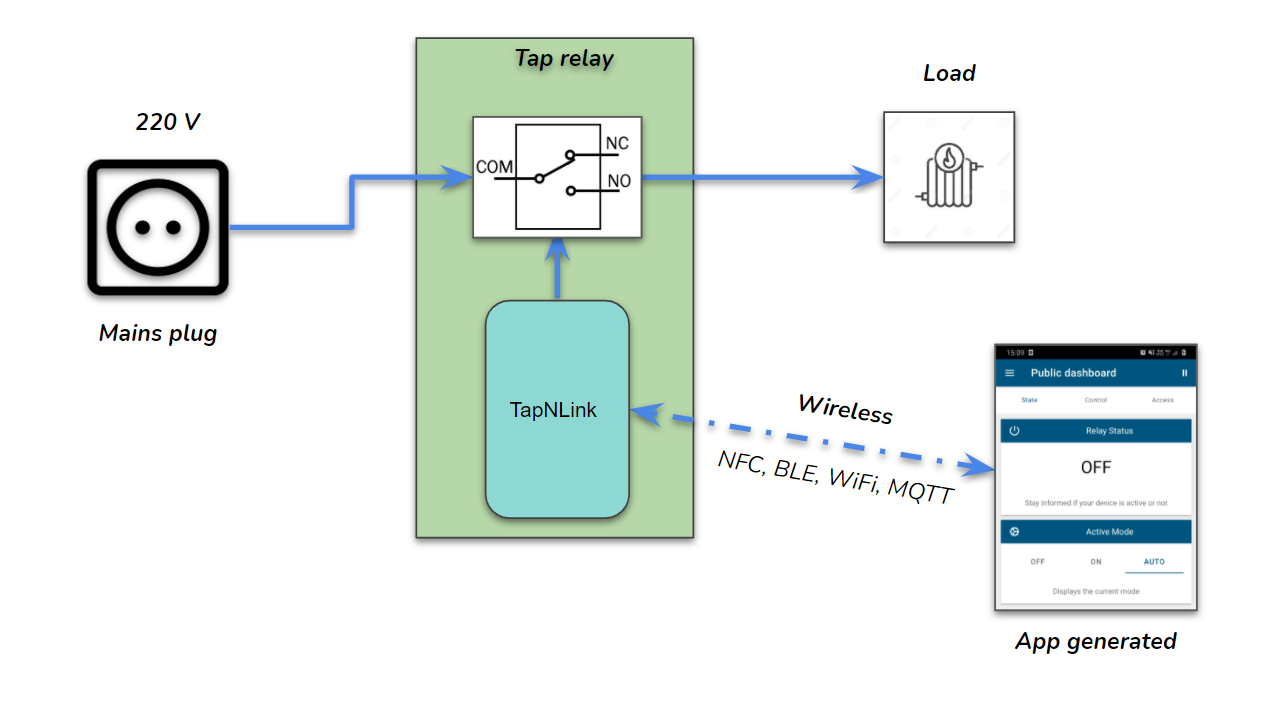 Tap relay
Load
220 V
NC
COM
NO
Mains plug
TapNLink
Wireless
NFC, BLE, WiFi, MQTT
15:09
Public dashboard
State Control Access
Relay Status
OFF
Stay informed if your device is active or not
Active Mode
OFF ON AUTO
Displays the current mode
App generated